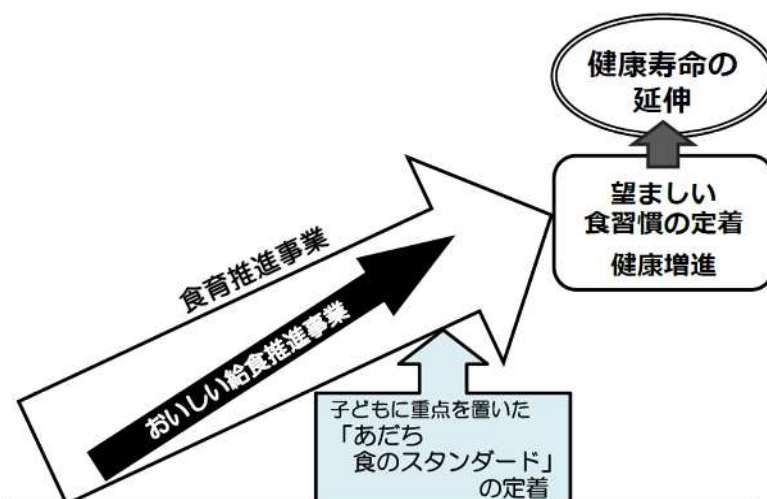 健康寿命の
延伸
望ましい
食習慣の定着
健康増進
食育推進事業
おいしい給食推進事業
子どもに重点を置いた
「あだち
食のスタンダード」
の定着